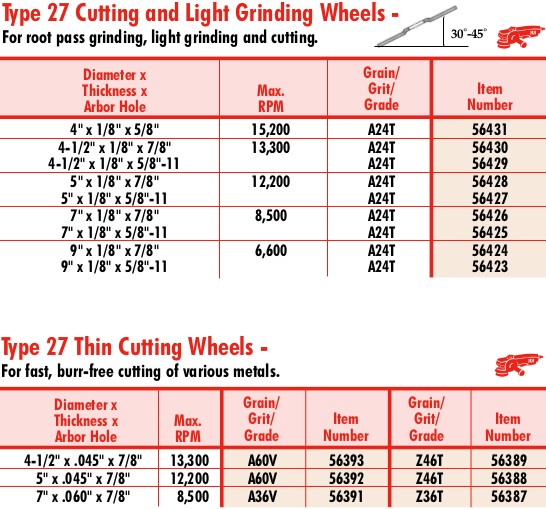 Type 27 Cutting and Light Grinding Wheels -
For root pass grinding, light grinding and cutting.
30°-45°
Diameter x Thickness x Arbor Hole Max. RPM Grain/ Grit/ Grade Item Number
4" x 1/8" x 5/8" 15,200 A24T 56431
4-1/2" x 1/8" x 7/8" 13,300 A24T 56430
4-1/2" x 1/8" x 5/8"-11 A24T 56429
5" x 1/8" x 7/8" 12,200 A24T 56428
5" x 1/8" x 5/8"-11 A24T 56427
7" x 1/8" x 7/8" 8,500 A24T 56426
7" x 1/8" x 5/8"-11 A24T 56425
9" x 1/8" x 7/8" 6,600 A24T 56424
9" x 1/8" x 5/8"-11 A24T 56423
Type 27 Thin Cutting Wheels -
For fast, burr-free cutting of various metals.
Diameter x Thickness x Arbor Hole Max. RPM Grain/ Grit/ Grade Item Number Grain/ Grit/ Grade Item Number
4-1/2" x .045" x 7/8" 13,300 A60V 56393 Z46T 56389
5" x .045" x 7/8" 12,200 A60V 56392 Z46T 56388
7" x .060" x 7/8" 8,500 A36V 56391 Z36T 56387